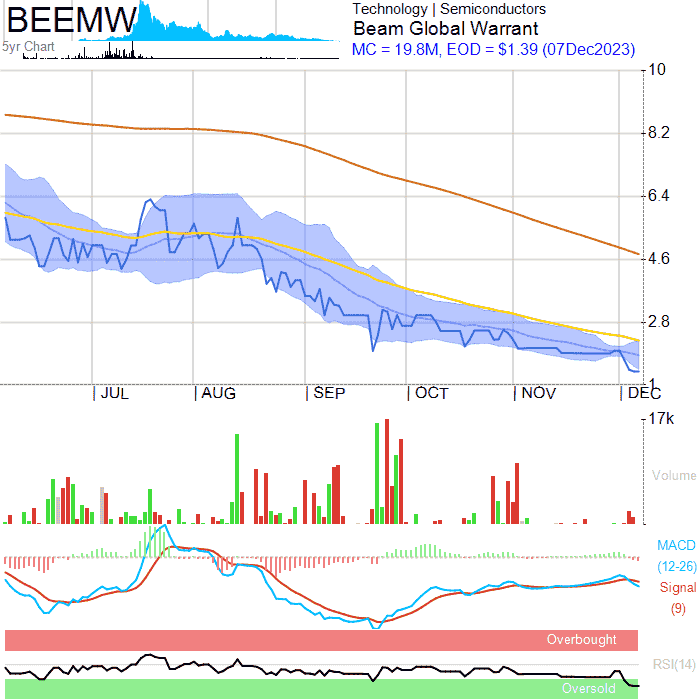 BEEMW
5yr Chart
Technology | Semiconductors
Beam Global Warrant
MC = 19.8M, EOD = $1.39 (07Dec2023)
10
8.2
6.4
4.6
2.8
1
JUL AUG SEP OCT NOV DEC
17k
Volume
MACD
(12-26)
Signal
(9)
Overbought
RSI(14)
Oversold